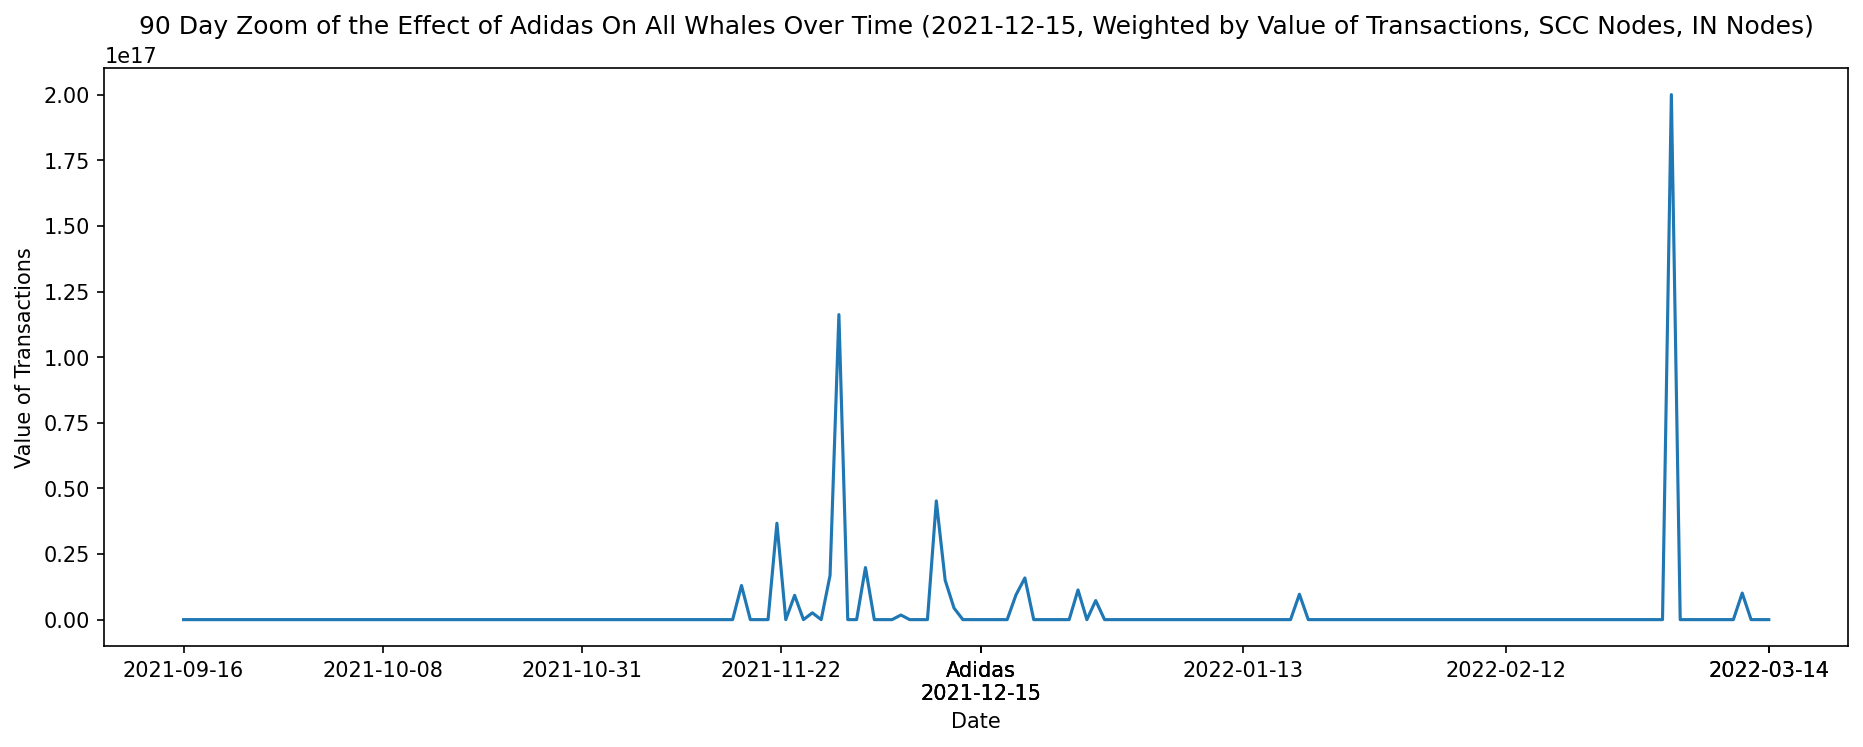 90 Day Zoom of the Effect of Adidas On All Whales Over Time (2021-12-15, Weighted by Value of Transactions, SCC Nodes, IN Nodes)
1e17
2.00
1.75
1.50
1.25
1.00
0.75
0.50
0.25
0.00
Value of Transactions
2021-09-16 2021-10-08 2021-10-31 2021-11-22 Adidas 2022-01-13 2022-02-12 2022-03-14
2021-12-15
Date